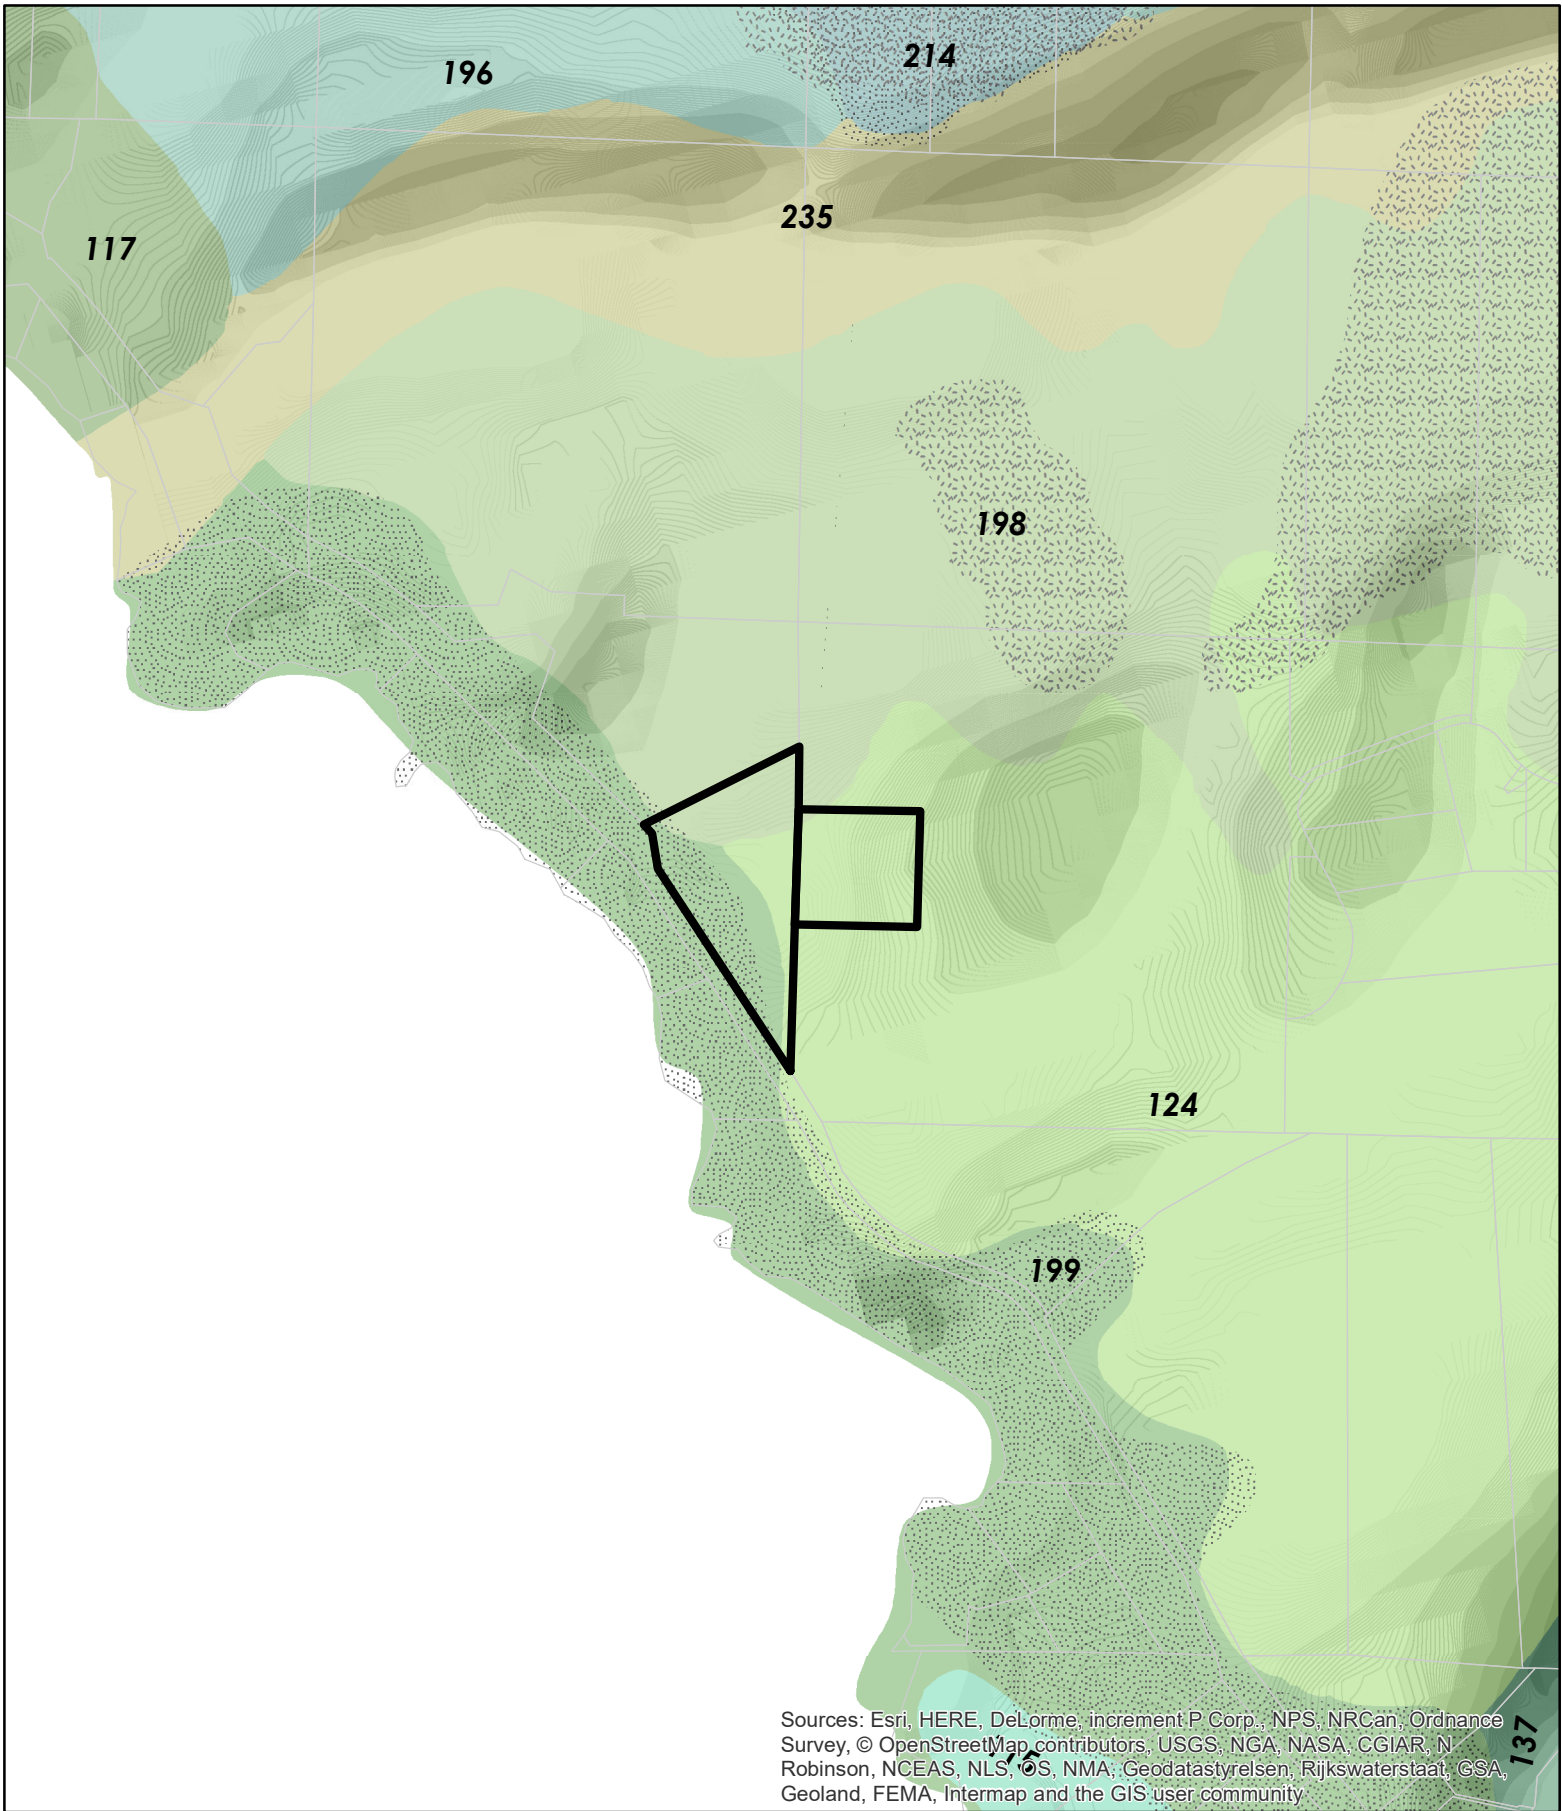 214
196
235
117
198
124
199
137
Sources: Esri, HERE, DeLorme, increment P Corp., NPS, NRCan, Ordnance
Survey, © OpenStreetMap contributors, USGS, NGA, NASA, CGIAR, N
Robinson, NCEAS, NLS, OS, NMA, Geodatastyrelsen, Rijkswaterstaat, GSA,
Geoland, FEMA, Intermap and the GIS user community